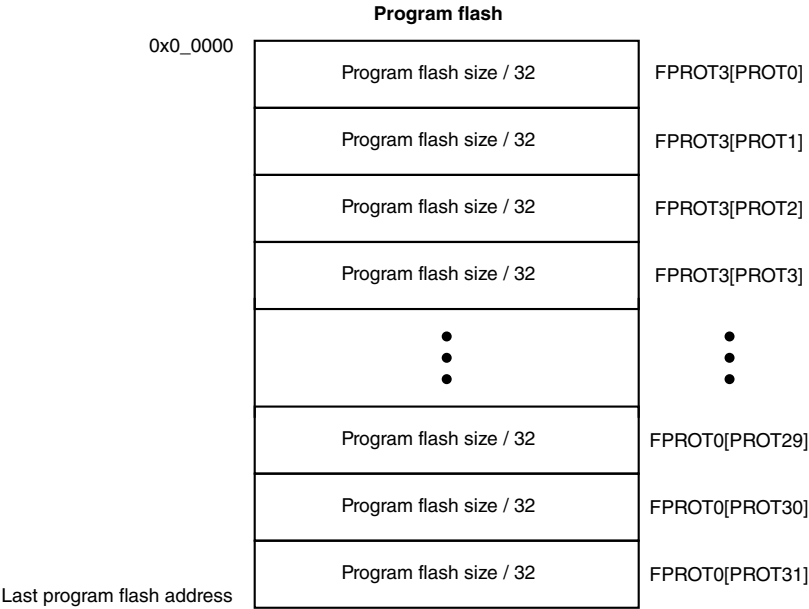 Program flash
0x0_0000
Program flash size / 32 FPROT3[PROT0]
Program flash size / 32 FPROT3[PROT1]
Program flash size / 32 FPROT3[PROT2]
Program flash size / 32 FPROT3[PROT3]
Program flash size / 32 FPROT0[PROT29]
Program flash size / 32 FPROT0[PROT30]
Program flash size / 32 FPROT0[PROT31]
Last program flash address